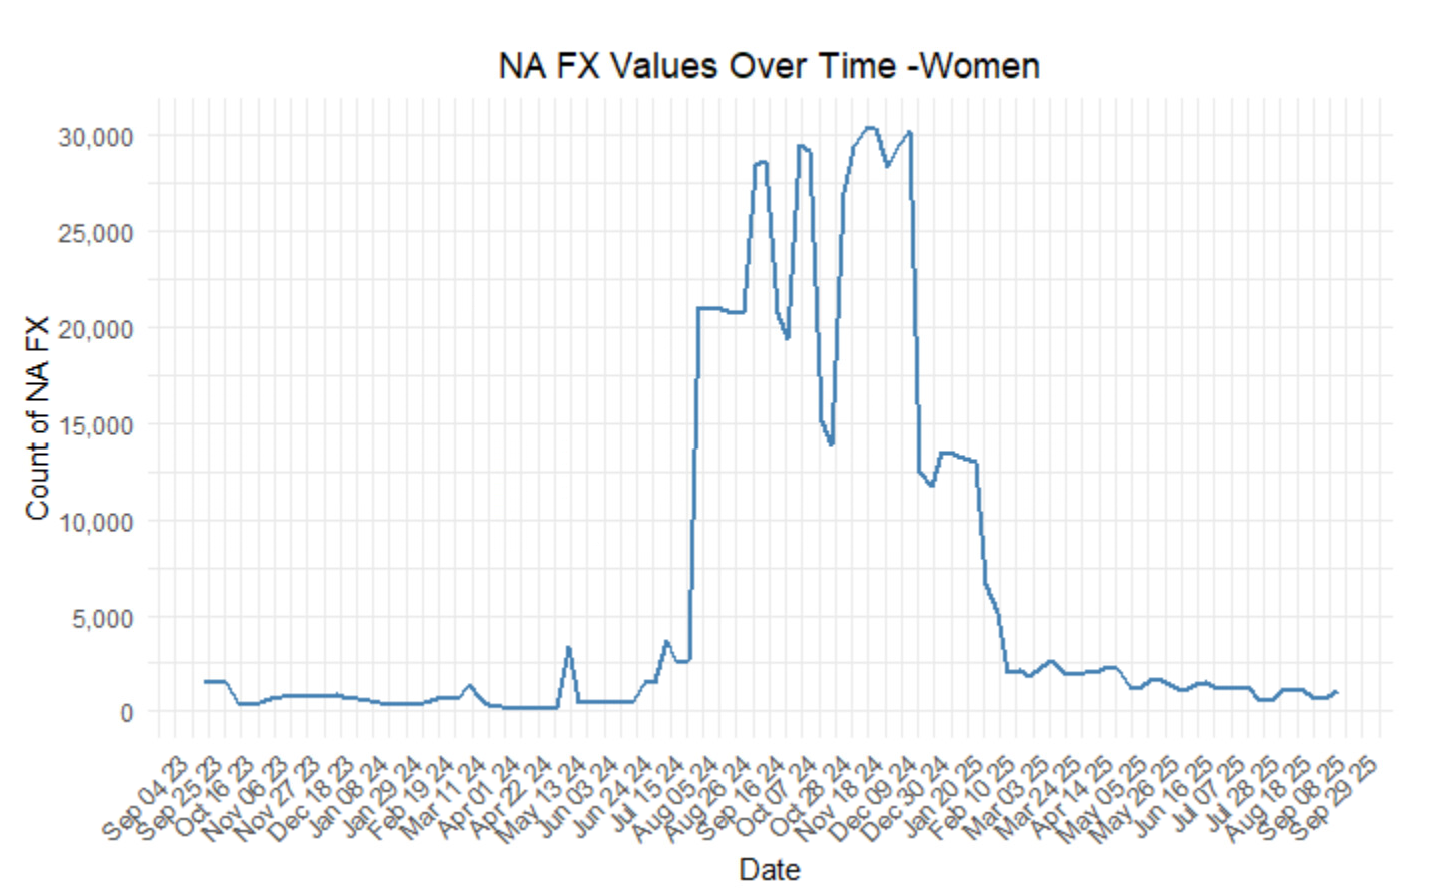 NA FX Values Over Time -Women
Count of NA FX
30,000
25,000
20,000
15,000
10,000
5,000
0
Sep 04 23
Sep 25 23
Oct 16 23
Nov 06 23
Nov 27 23
Dec 18 23
Jan 08 24
Jan 29 24
Feb 19 24
Mar 11 24
Apr 01 24
Apr 22 24
May 13 24
Jun 03 24
Jun 24 24
Jul 15 24
Aug 05 24
Aug 26 24
Sep 16 24
Oct 07 24
Oct 28 24
Nov 18 24
Dec 09 24
Dec 30 24
Jan 20 25
Feb 10 25
Mar 03 25
Mar 24 25
Apr 14 25
May 05 25
May 26 25
Jun 16 25
Jul 07 25
Jul 28 25
Aug 18 25
Sep 08 25
Sep 29 25
Date